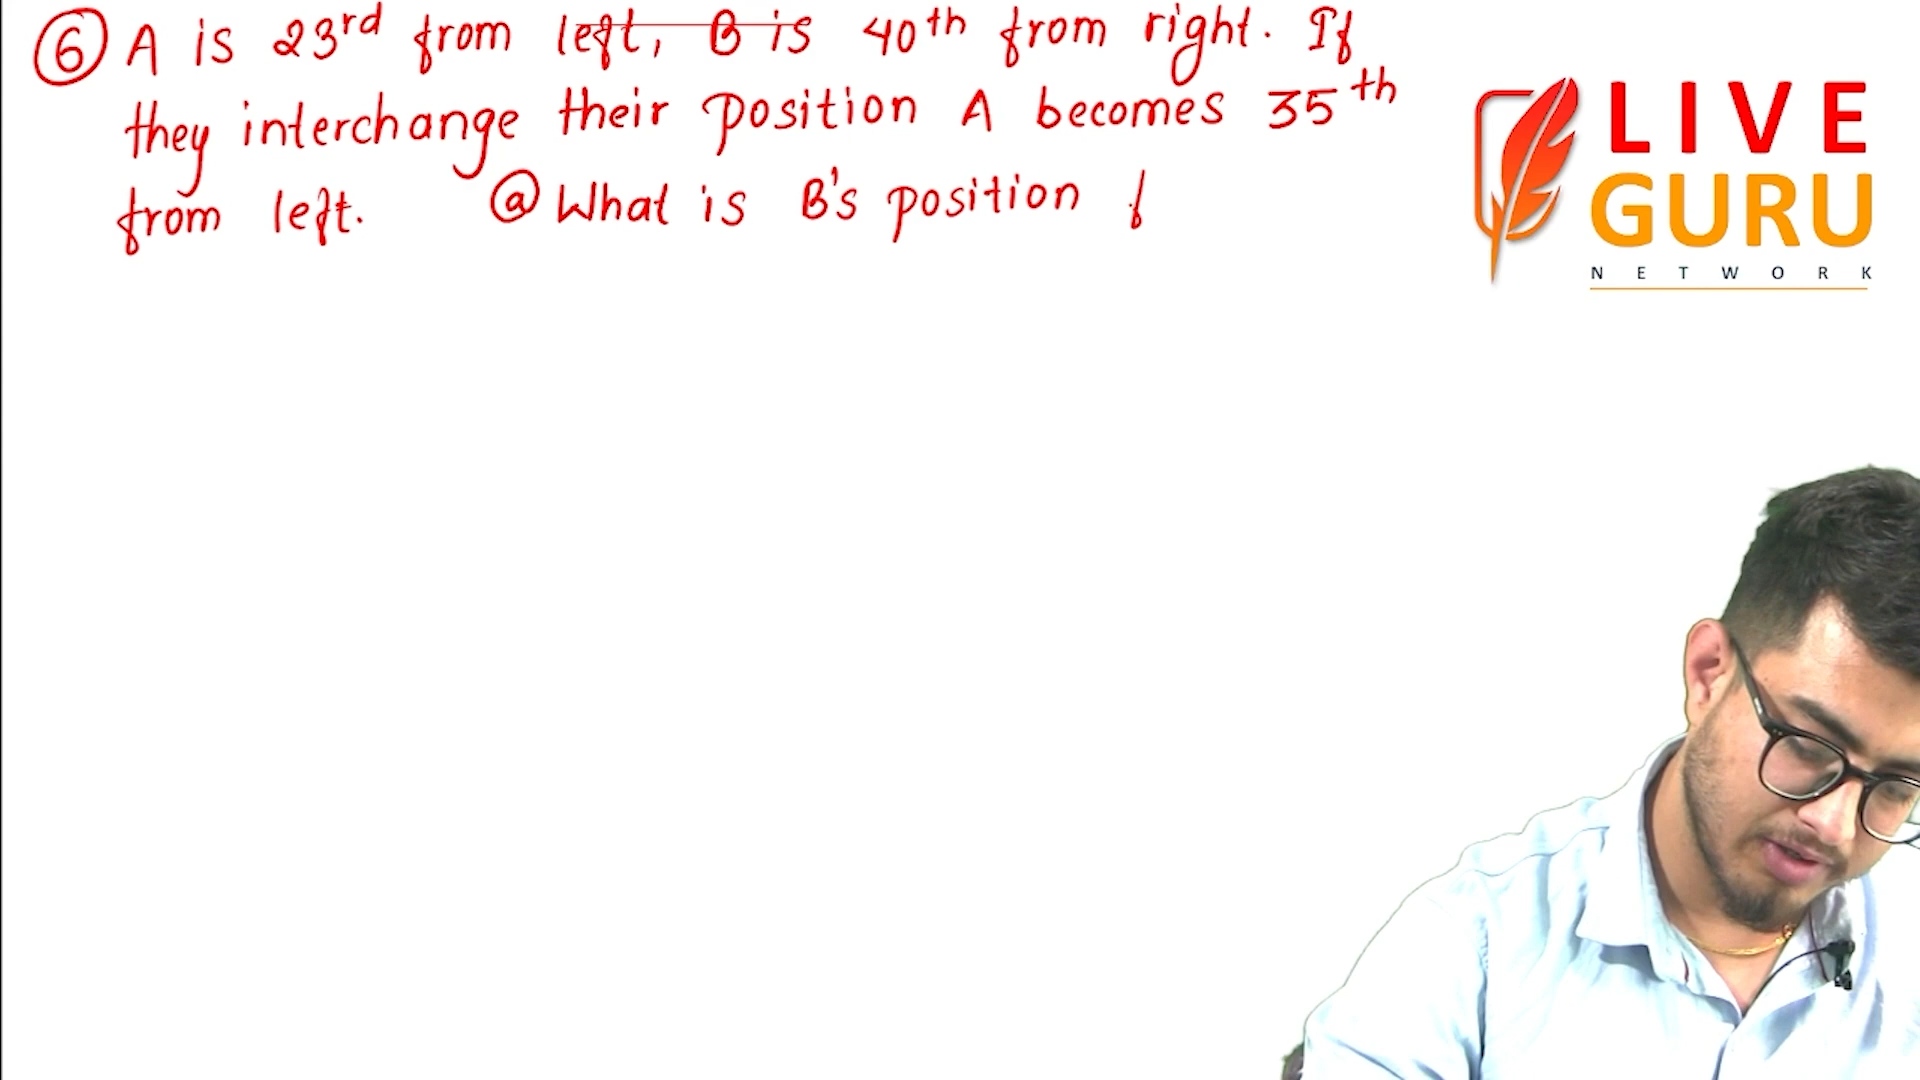 ⑥ A is 23rd from left, B is 40th from right. If
they interchange their position A becomes 35th
from left. ⓐ What is B's position f
LIVE
GURU
NETWORK